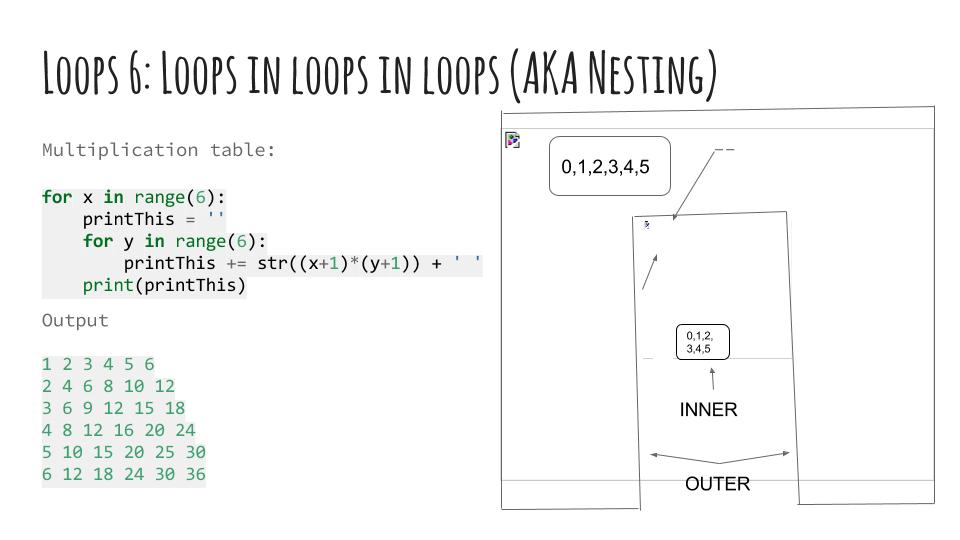 Loops 6: Loops in loops in loops (AKA Nesting)
Multiplication table:
for x in range(6):
    printThis = ''
    for y in range(6):
        printThis += str((x+1)*(y+1)) + ' '
    print(printThis)
Output
1 2 3 4 5 6
2 4 6 8 10 12
3 6 9 12 15 18
4 8 12 16 20 24
5 10 15 20 25 30
6 12 18 24 30 36
0,1,2,3,4,5
0,1,2,
3,4,5
INNER
OUTER